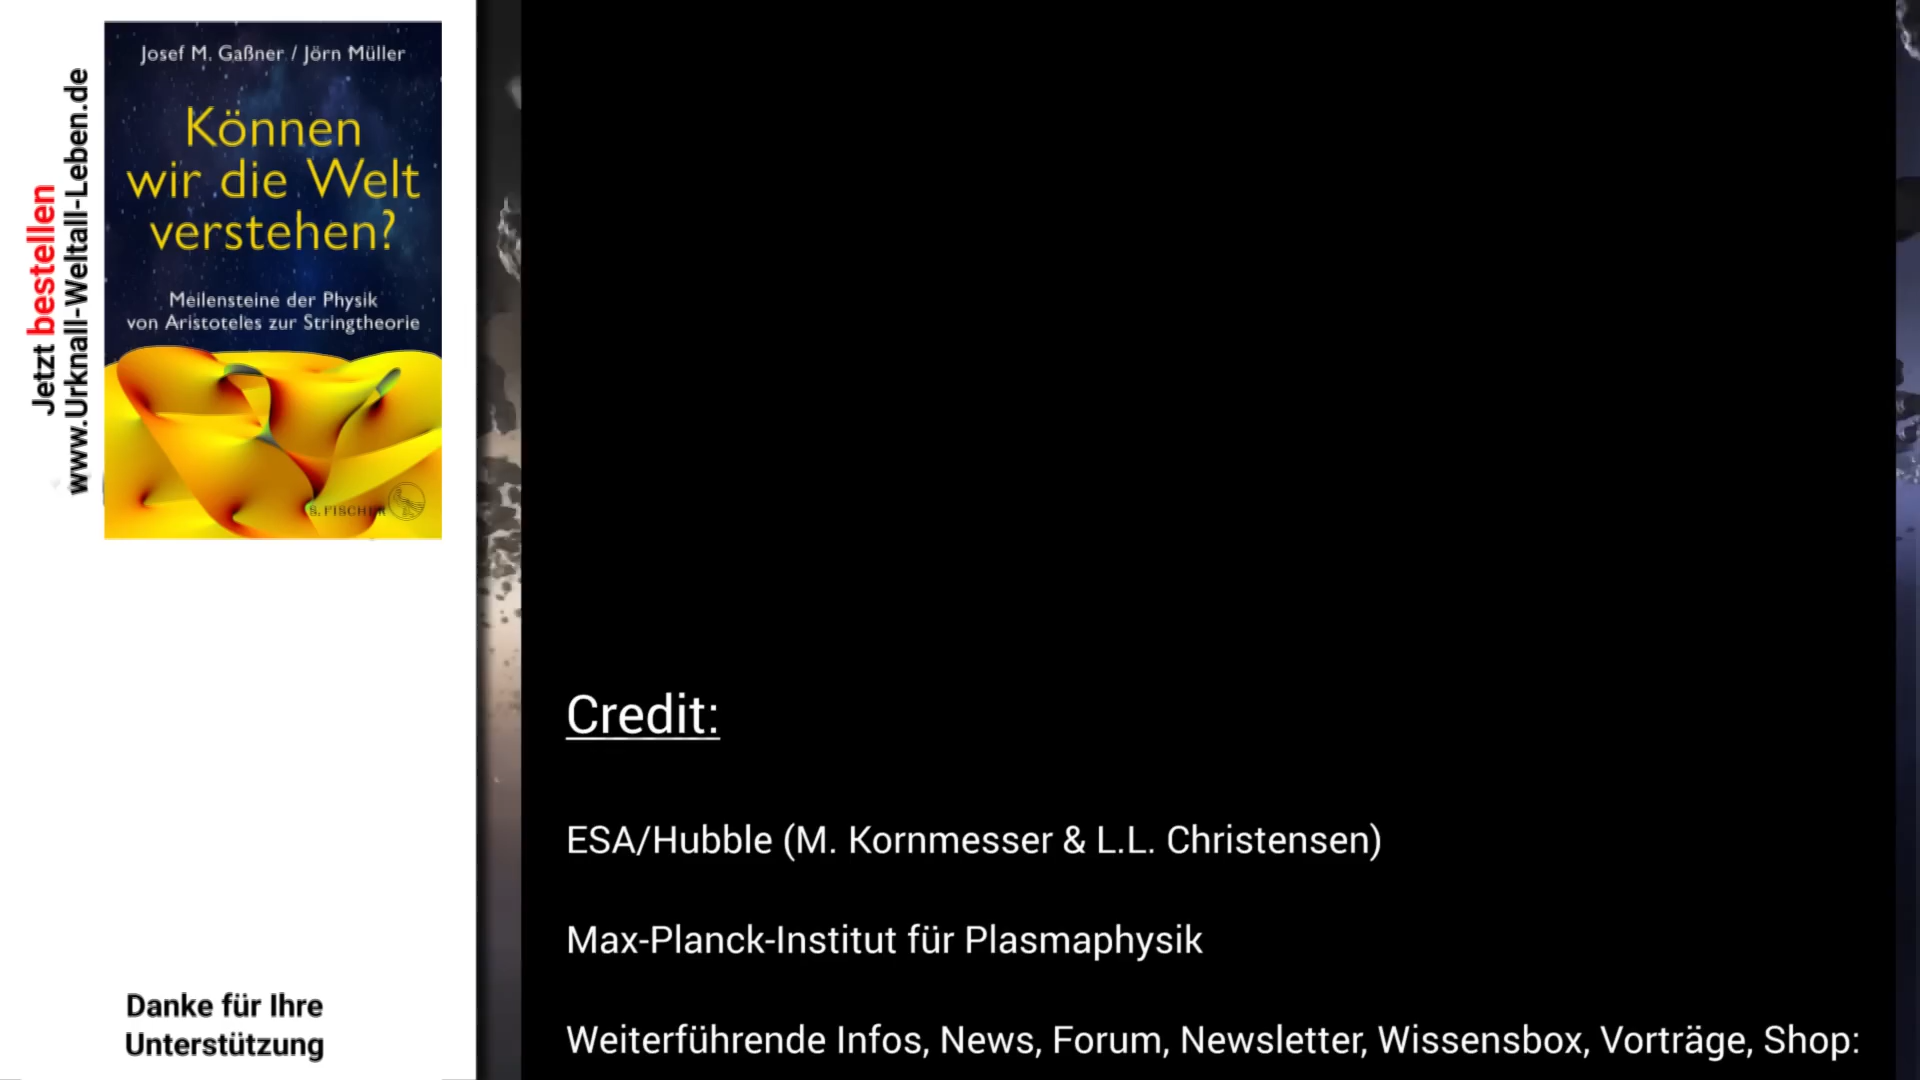 Jetzt bestellen
www.Urknall-Weltall-Leben.de
Josef M. Gaßner / Jörn Müller
Können
wir die Welt
verstehen?
Meilensteine der Physik
von Aristoteles zur Stringtheorie
S. FISCHER
Danke für Ihre
Unterstützung
Credit:
ESA/Hubble (M. Kornmesser & L.L. Christensen)
Max-Planck-Institut für Plasmaphysik
Weiterführende Infos, News, Forum, Newsletter, Wissensbox, Vorträge, Shop: